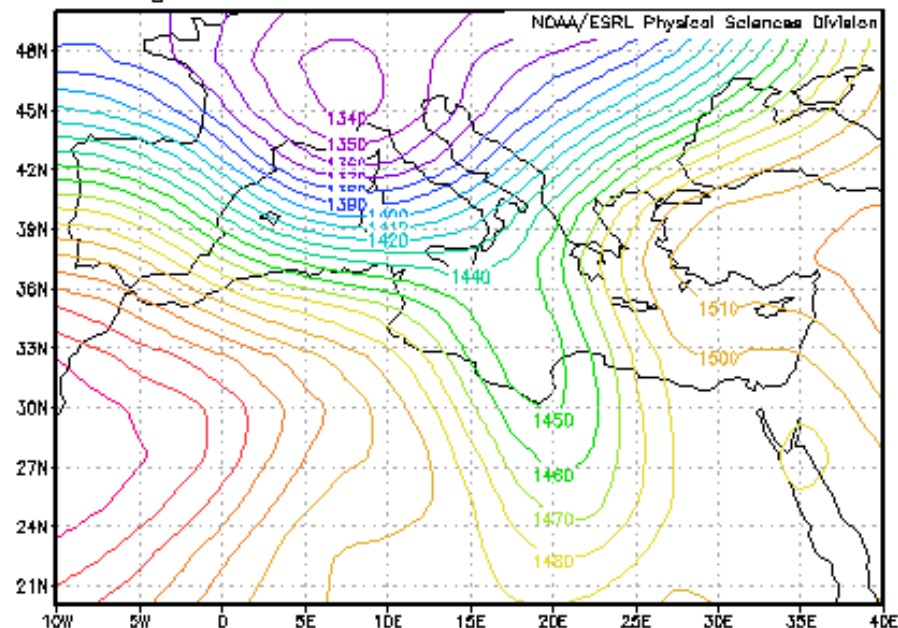 NOAA/ESRL Physical Sciences Division
48N
45N
1340
1350
42N
1390
1400
39N
1420
1440
36N
1510
33N
1500
30N
1450
27N
1460
1470
24N
1480
21N
10W 5W 0 5E 10E 15E 20E 25E 30E 35E 40E